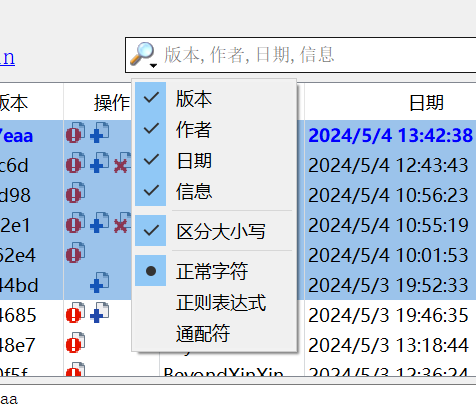 in
版本,作者,日期,信息
版本 操作 日期
版本
作者
日期
信息
区分大小写
正常字符
正则表达式
通配符
7eaa 2024/5/4 13:42:38
c6d 2024/5/4 12:43:43
d98 2024/5/4 10:56:23
2e1 2024/5/4 10:55:19
62e4 2024/5/4 10:01:53
44bd 2024/5/3 19:52:33
4685 2024/5/3 19:46:35
48e7 2024/5/3 13:18:44
0f5f BeyondXinXin 2024/5/3 12:36:24
aa